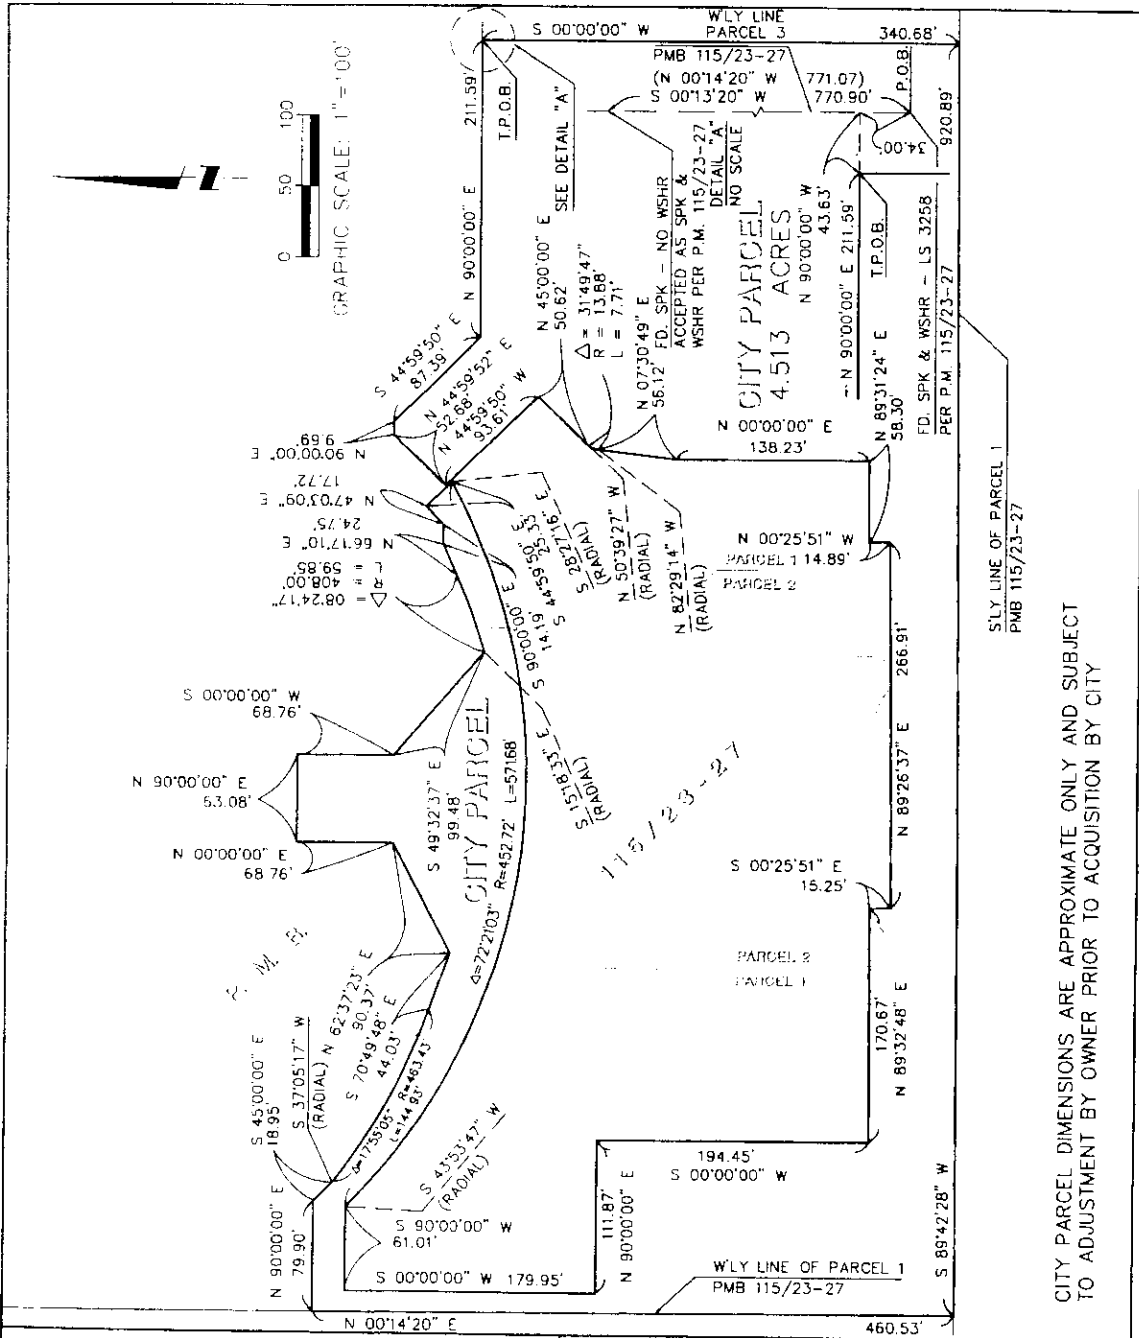 S 00°00'00" W
W'LY LINE
PARCEL 3
340.68'
PMB 115/23-27
(N 00°14'20" W
771.07)
S 00°13'20" W
770.90'
P.O.B.
920.89'
34.00'
211.59'
T.P.O.B.
N 90°00'00" E
SEE DETAIL "A"
GRAPHIC SCALE: 1"=100'
0
50
100
FD. SPK - NO WSHR
ACCEPTED AS SPK &
WSHR PER P.M. 115/23-27
DETAIL "A"
NO SCALE
CITY PARCEL
4.513 ACRES
N 90°00'00" W
43.63'
N 90°00'00" E 211.59'
T.P.O.B.
FD. SPK & WSHR - LS 3258
PER P.M. 115/23-27
S 44°59'50" E
87.39'
N 44°59'52" E
52.68'
N 44°59'50" W
93.61'
N 45°00'00" E
50.62'
Δ = 31°49'47"
R = 13.88'
L = 7.71'
N 07°30'49" E
56.12'
N 00°00'00" E
138.23'
N 89°31'24" E
58.30'
N 90°00'00" E
9.69'
N 47°03'09" E
17.72'
N 66°17'10" E
24.75'
Δ = 08°24'17"
R = 408.00'
L = 59.85'
S 90°00'00" E
14.19'
S 44°59'50" E
25.33'
S 28°27'16" E
(RADIAL)
N 50°39'27" W
(RADIAL)
N 82°29'14" W
(RADIAL)
N 00°25'51" W
14.89'
PARCEL 1
PARCEL 2
S'LY LINE OF PARCEL 1
PMB 115/23-27
S 00°00'00" W
97.89'
N 90°00'00" E
53.80'
N 00°00'00" E
97.89'
S 49°32'37" E
99.48'
CITY PARCEL
Δ=72°21'03" R=452.72' L=571.68'
S 15°18'33" E
(RADIAL)
P. M. B.
115/23-27
266.91'
N 89°26'37" E
S 00°25'51" E
15.25'
PARCEL 2
PARCEL 1
N 62°37'23" E
90.37'
S 70°49'48" E
44.03'
S 37°05'17" W
(RADIAL)
S 45°00'00" E
18.95'
Δ=17°55'05" R=463.43'
L=144.93'
S 43°53'47" W
(RADIAL)
170.67'
N 89°32'48" E
194.45'
S 00°00'00" W
N 90°00'00" E
79.90'
S 90°00'00" W
61.01'
S 00°00'00" W 179.95'
111.87'
N 90°00'00" E
W'LY LINE OF PARCEL 1
PMB 115/23-27
S 89°42'28" W
N 00°14'20" E
460.53'
CITY PARCEL DIMENSIONS ARE APPROXIMATE ONLY AND SUBJECT
TO ADJUSTMENT BY OWNER PRIOR TO ACQUISITION BY CITY